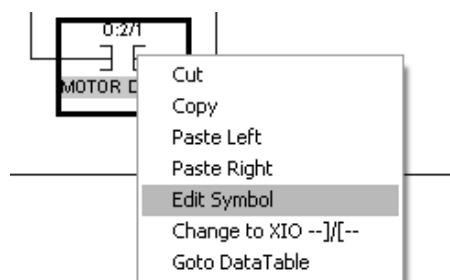 O:2/1
MOTOR D
Cut
Copy
Paste Left
Paste Right
Edit Symbol
Change to XIO --]/[--
Goto DataTable